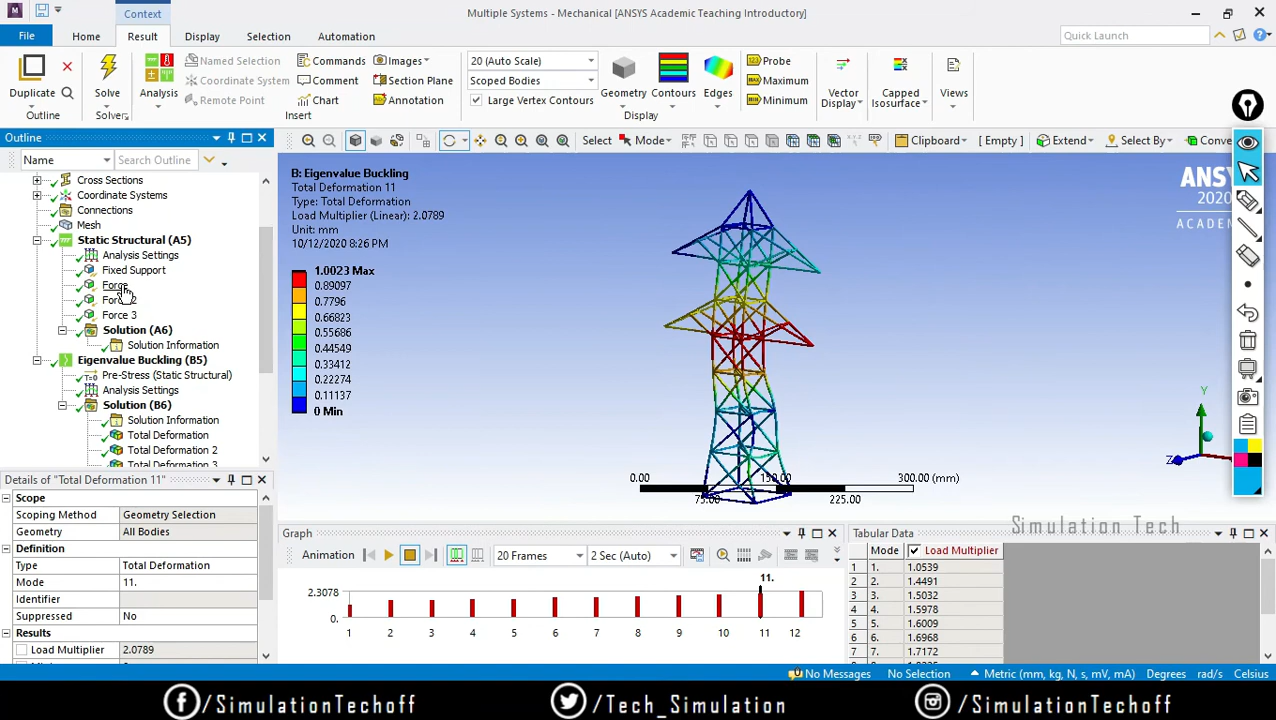 Context
Multiple Systems - Mechanical [ANSYS Academic Teaching Introductory]
File
Home
Result
Display
Selection
Automation
Quick Launch
Duplicate
Outline
Solve
Solver
Analysis
Named Selection
Coordinate System
Remote Point
Commands
Comment
Chart
Images
Section Plane
Annotation
Insert
20 (Auto Scale)
Scoped Bodies
Large Vertex Contours
Geometry
Contours
Edges
Display
Probe
Maximum
Minimum
Vector
Display
Capped
Isosurface
Views
Outline
Select
Mode
Clipboard
[ Empty ]
Extend
Select By
Conve
Name
Search Outline
Cross Sections
Coordinate Systems
Connections
Mesh
Static Structural (A5)
Analysis Settings
Fixed Support
Force
Force 2
Force 3
Solution (A6)
Solution Information
Eigenvalue Buckling (B5)
Pre-Stress (Static Structural)
Analysis Settings
Solution (B6)
Solution Information
Total Deformation
Total Deformation 2
Total Deformation 3
B: Eigenvalue Buckling
Total Deformation 11
Type: Total Deformation
Load Multiplier (Linear): 2.0789
Unit: mm
10/12/2020 8:26 PM
1.0023 Max
0.89097
0.7796
0.66823
0.55686
0.44549
0.33412
0.22274
0.11137
0 Min
ANS
2020
ACADE
Y
Z
0.00
150.00
300.00 (mm)
75.00
225.00
Details of "Total Deformation 11"
Scope
Scoping Method Geometry Selection
Geometry All Bodies
Definition
Type Total Deformation
Mode 11.
Identifier
Suppressed No
Results
Load Multiplier 2.0789
Graph
Animation
20 Frames
2 Sec (Auto)
11.
2.3078
0.
1 2 3 4 5 6 7 8 9 10 11 12
Simulation Tech
Tabular Data
Mode Load Multiplier
1 1. 1.0539
2 2. 1.4491
3 3. 1.5032
4 4. 1.5978
5 5. 1.6009
6 6. 1.6968
7 7. 1.7172
No Messages
No Selection
Metric (mm, kg, N, s, mV, mA)
Degrees
rad/s
Celsius
/SimulationTechoff
/Tech_Simulation
/SimulationTechoff